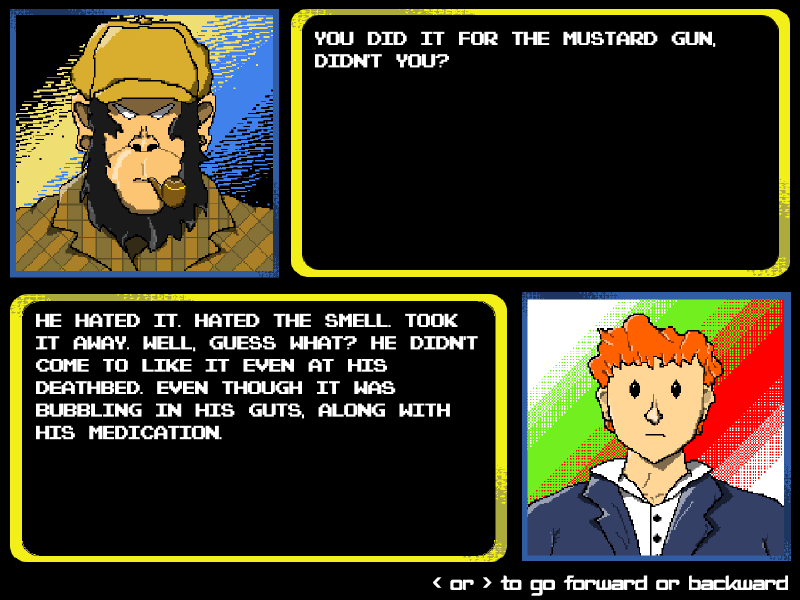 YOU DID IT FOR THE MUSTARD GUN,
DIDN'T YOU?
HE HATED IT. HATED THE SMELL. TOOK
IT AWAY. WELL, GUESS WHAT? HE DIDN'T
COME TO LIKE IT EVEN AT HIS
DEATHBED. EVEN THOUGH IT WAS
BUBBLING IN HIS GUTS, ALONG WITH
HIS MEDICATION.
< or > to go forward or backward